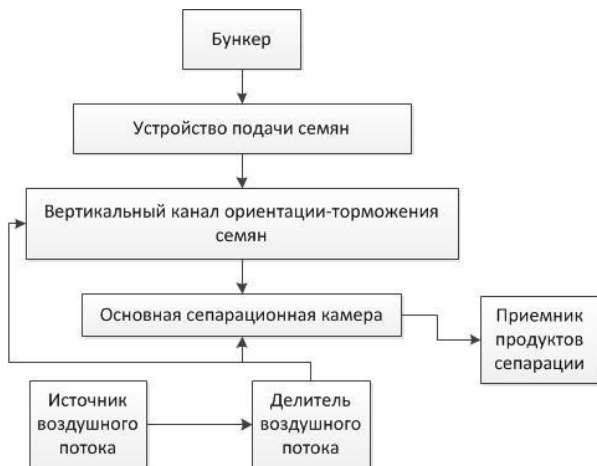 Бункер
Устройство подачи семян
Вертикальный канал ориентации-торможения
семян
Основная сепарационная камера
Приемник
продуктов
сепарации
Источник
воздушного
потока
Делитель
воздушного
потока